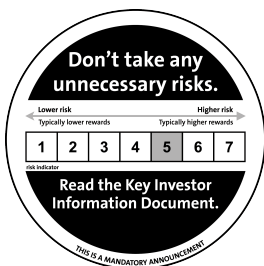 Don't take any
unnecessary risks.
Lower risk Higher risk
Typically lower rewards Typically higher rewards
1 2 3 4 5 6 7
risk indicator
Read the Key Investor
Information Document.
THIS IS A MANDATORY ANNOUNCEMENT